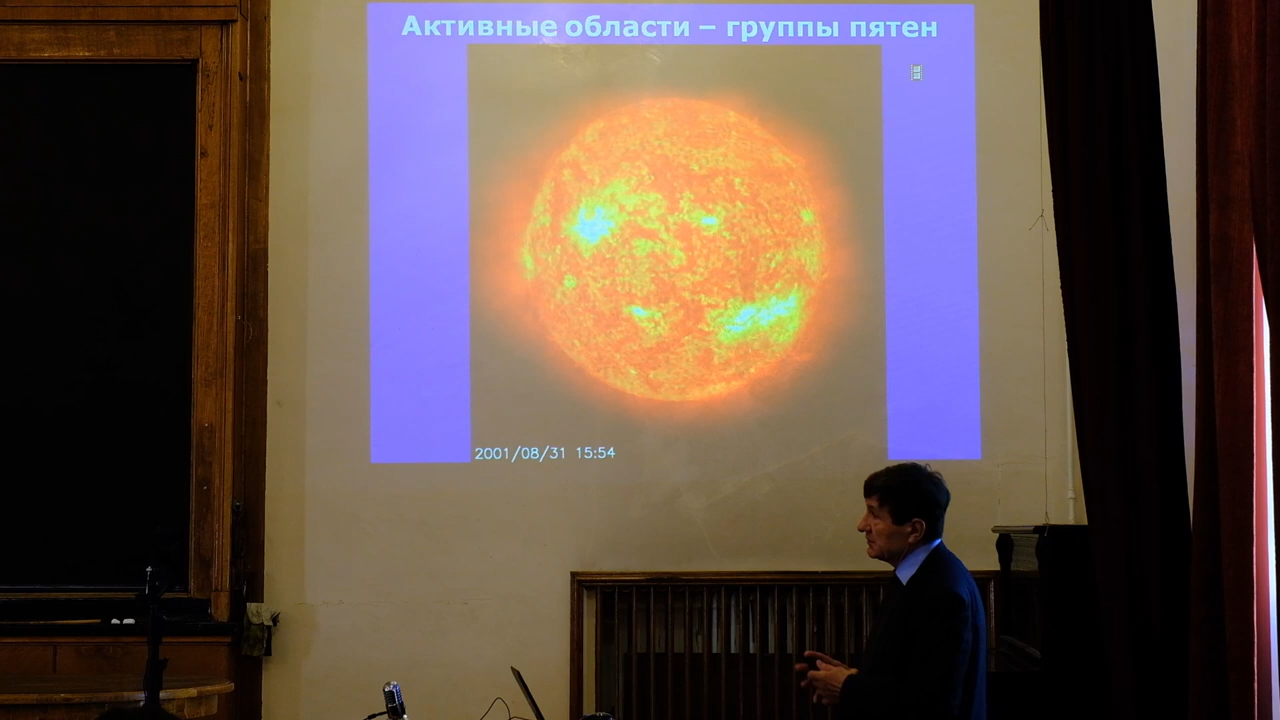 Активные области – группы пятен
2001/08/31 15:54